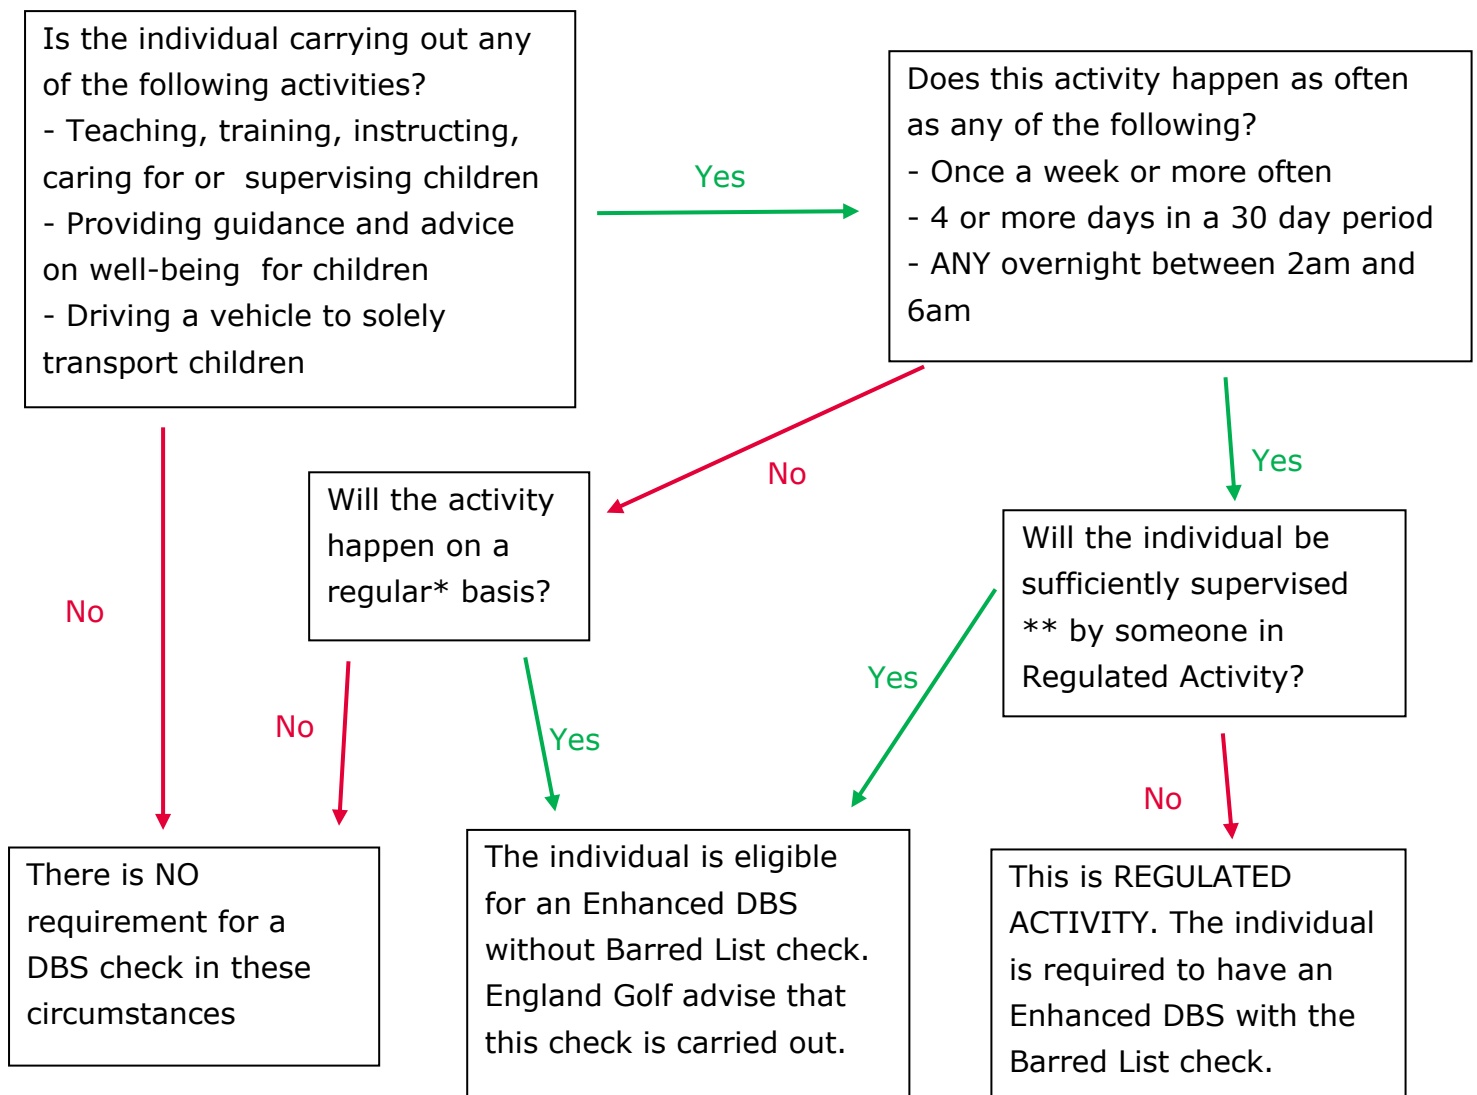 Is the individual carrying out any
of the following activities?
- Teaching, training, instructing,
caring for or  supervising children
- Providing guidance and advice
on well-being  for children
- Driving a vehicle to solely
transport children
Yes
Does this activity happen as often
as any of the following?
- Once a week or more often
- 4 or more days in a 30 day period
- ANY overnight between 2am and
6am
No
Yes
Will the activity
happen on a
regular* basis?
Will the individual be
sufficiently supervised
** by someone in
Regulated Activity?
No
No
Yes
Yes
No
There is NO
requirement for a
DBS check in these
circumstances
The individual is eligible
for an Enhanced DBS
without Barred List check.
England Golf advise that
this check is carried out.
This is REGULATED
ACTIVITY. The individual
is required to have an
Enhanced DBS with the
Barred List check.